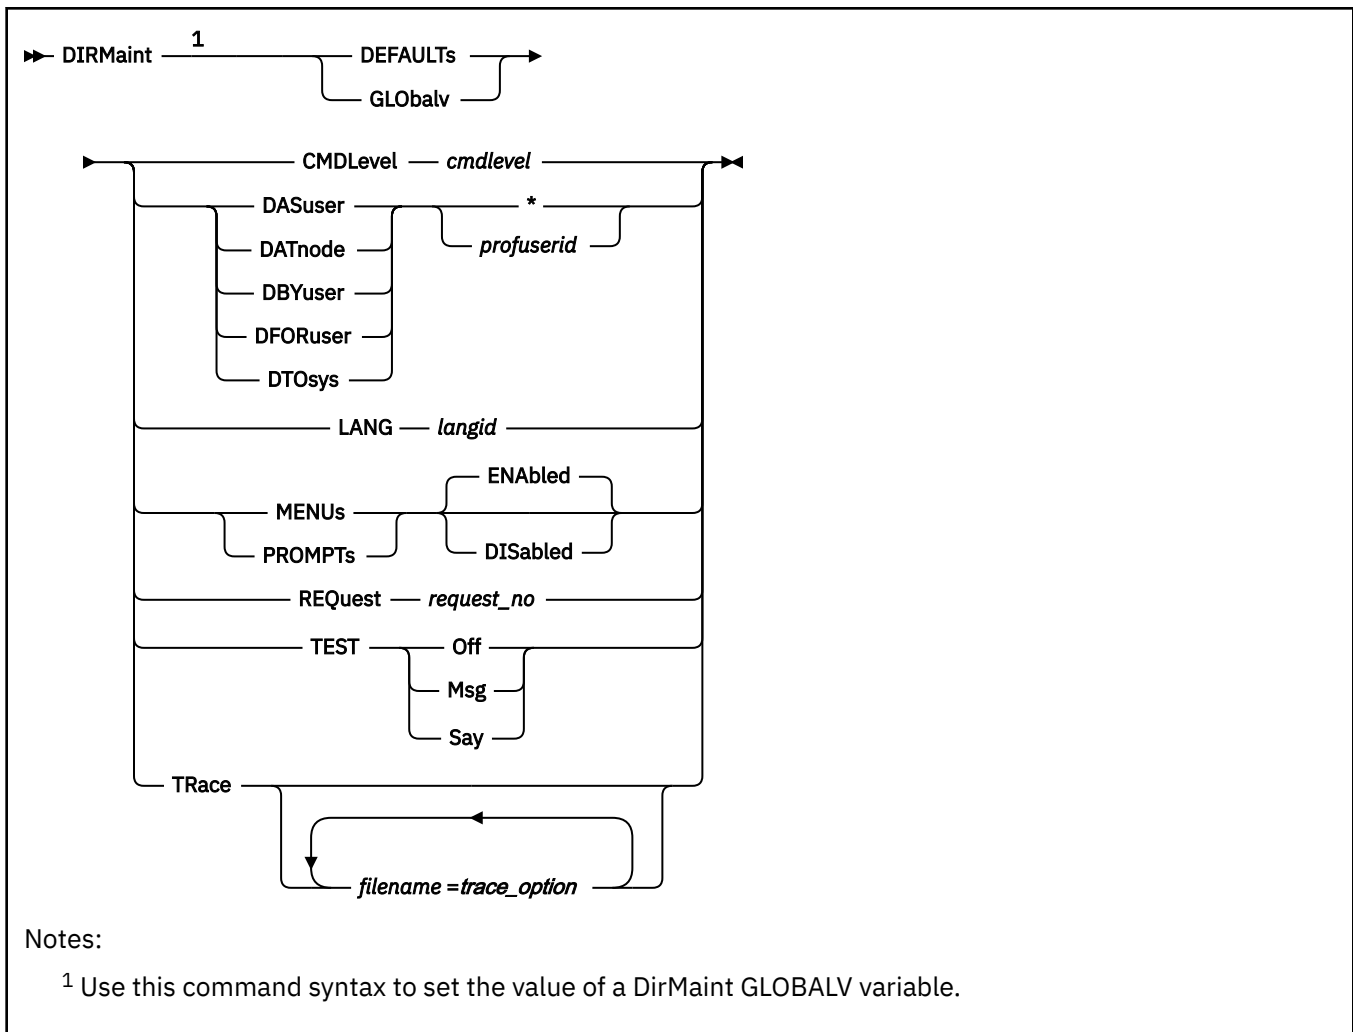 1
DIRMaint DEFAULTs
GLObalv
CMDLevel cmdlevel
DASuser *
DATnode profuserid
DBYuser
DFORuser
DTOsys
LANG langid
ENAbled
MENUs
PROMPTs DISabled
REQuest request_no
TEST Off
Msg
Say
TRace
filename =trace_option
Notes:
1 Use this command syntax to set the value of a DirMaint GLOBALV variable.